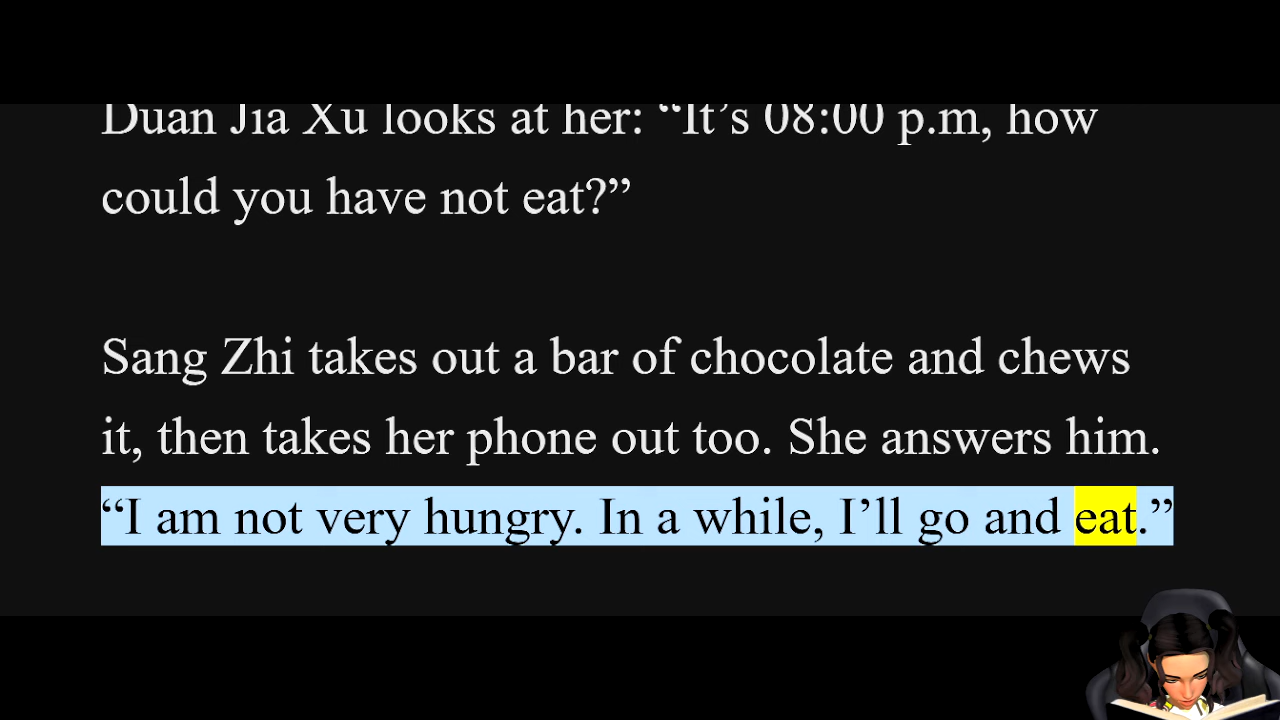 Duan Jia Xu looks at her: “It’s 08:00 p.m, how
could you have not eat?”
Sang Zhi takes out a bar of chocolate and chews
it, then takes her phone out too. She answers him.
“I am not very hungry. In a while, I’ll go and eat.”